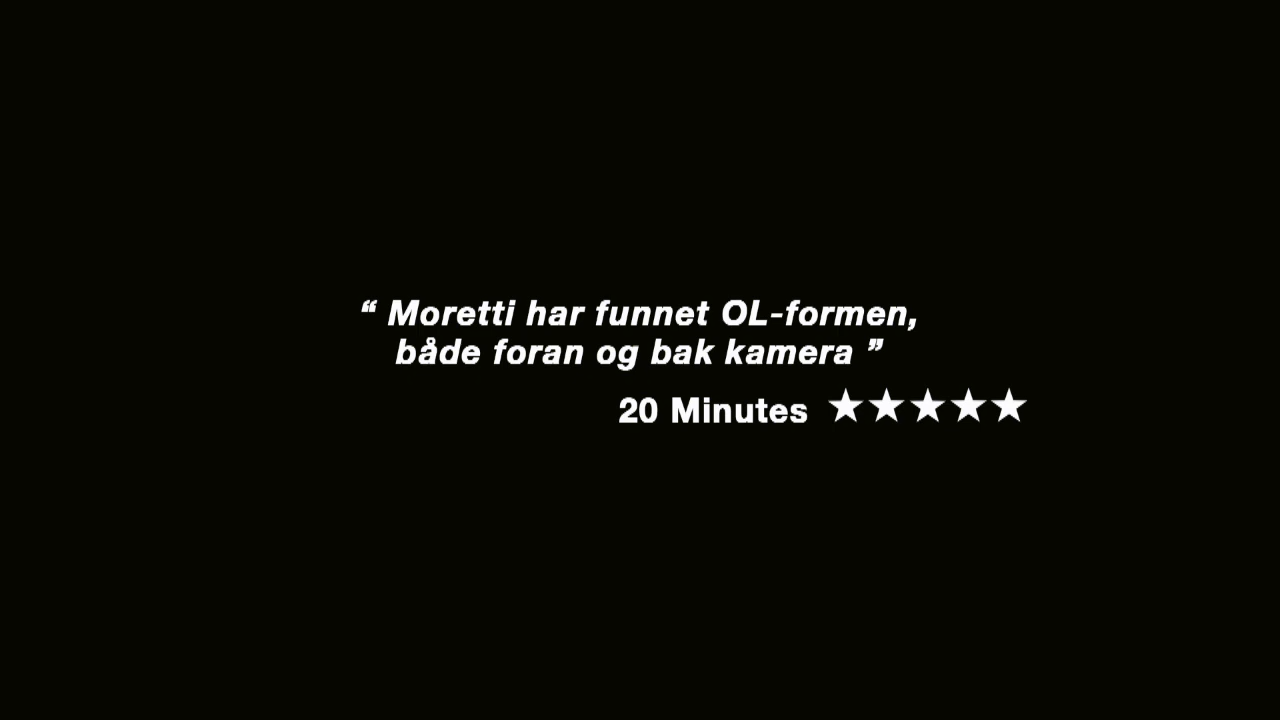 “ Moretti har funnet OL-formen,
både foran og bak kamera ”
20 Minutes ★★★★★